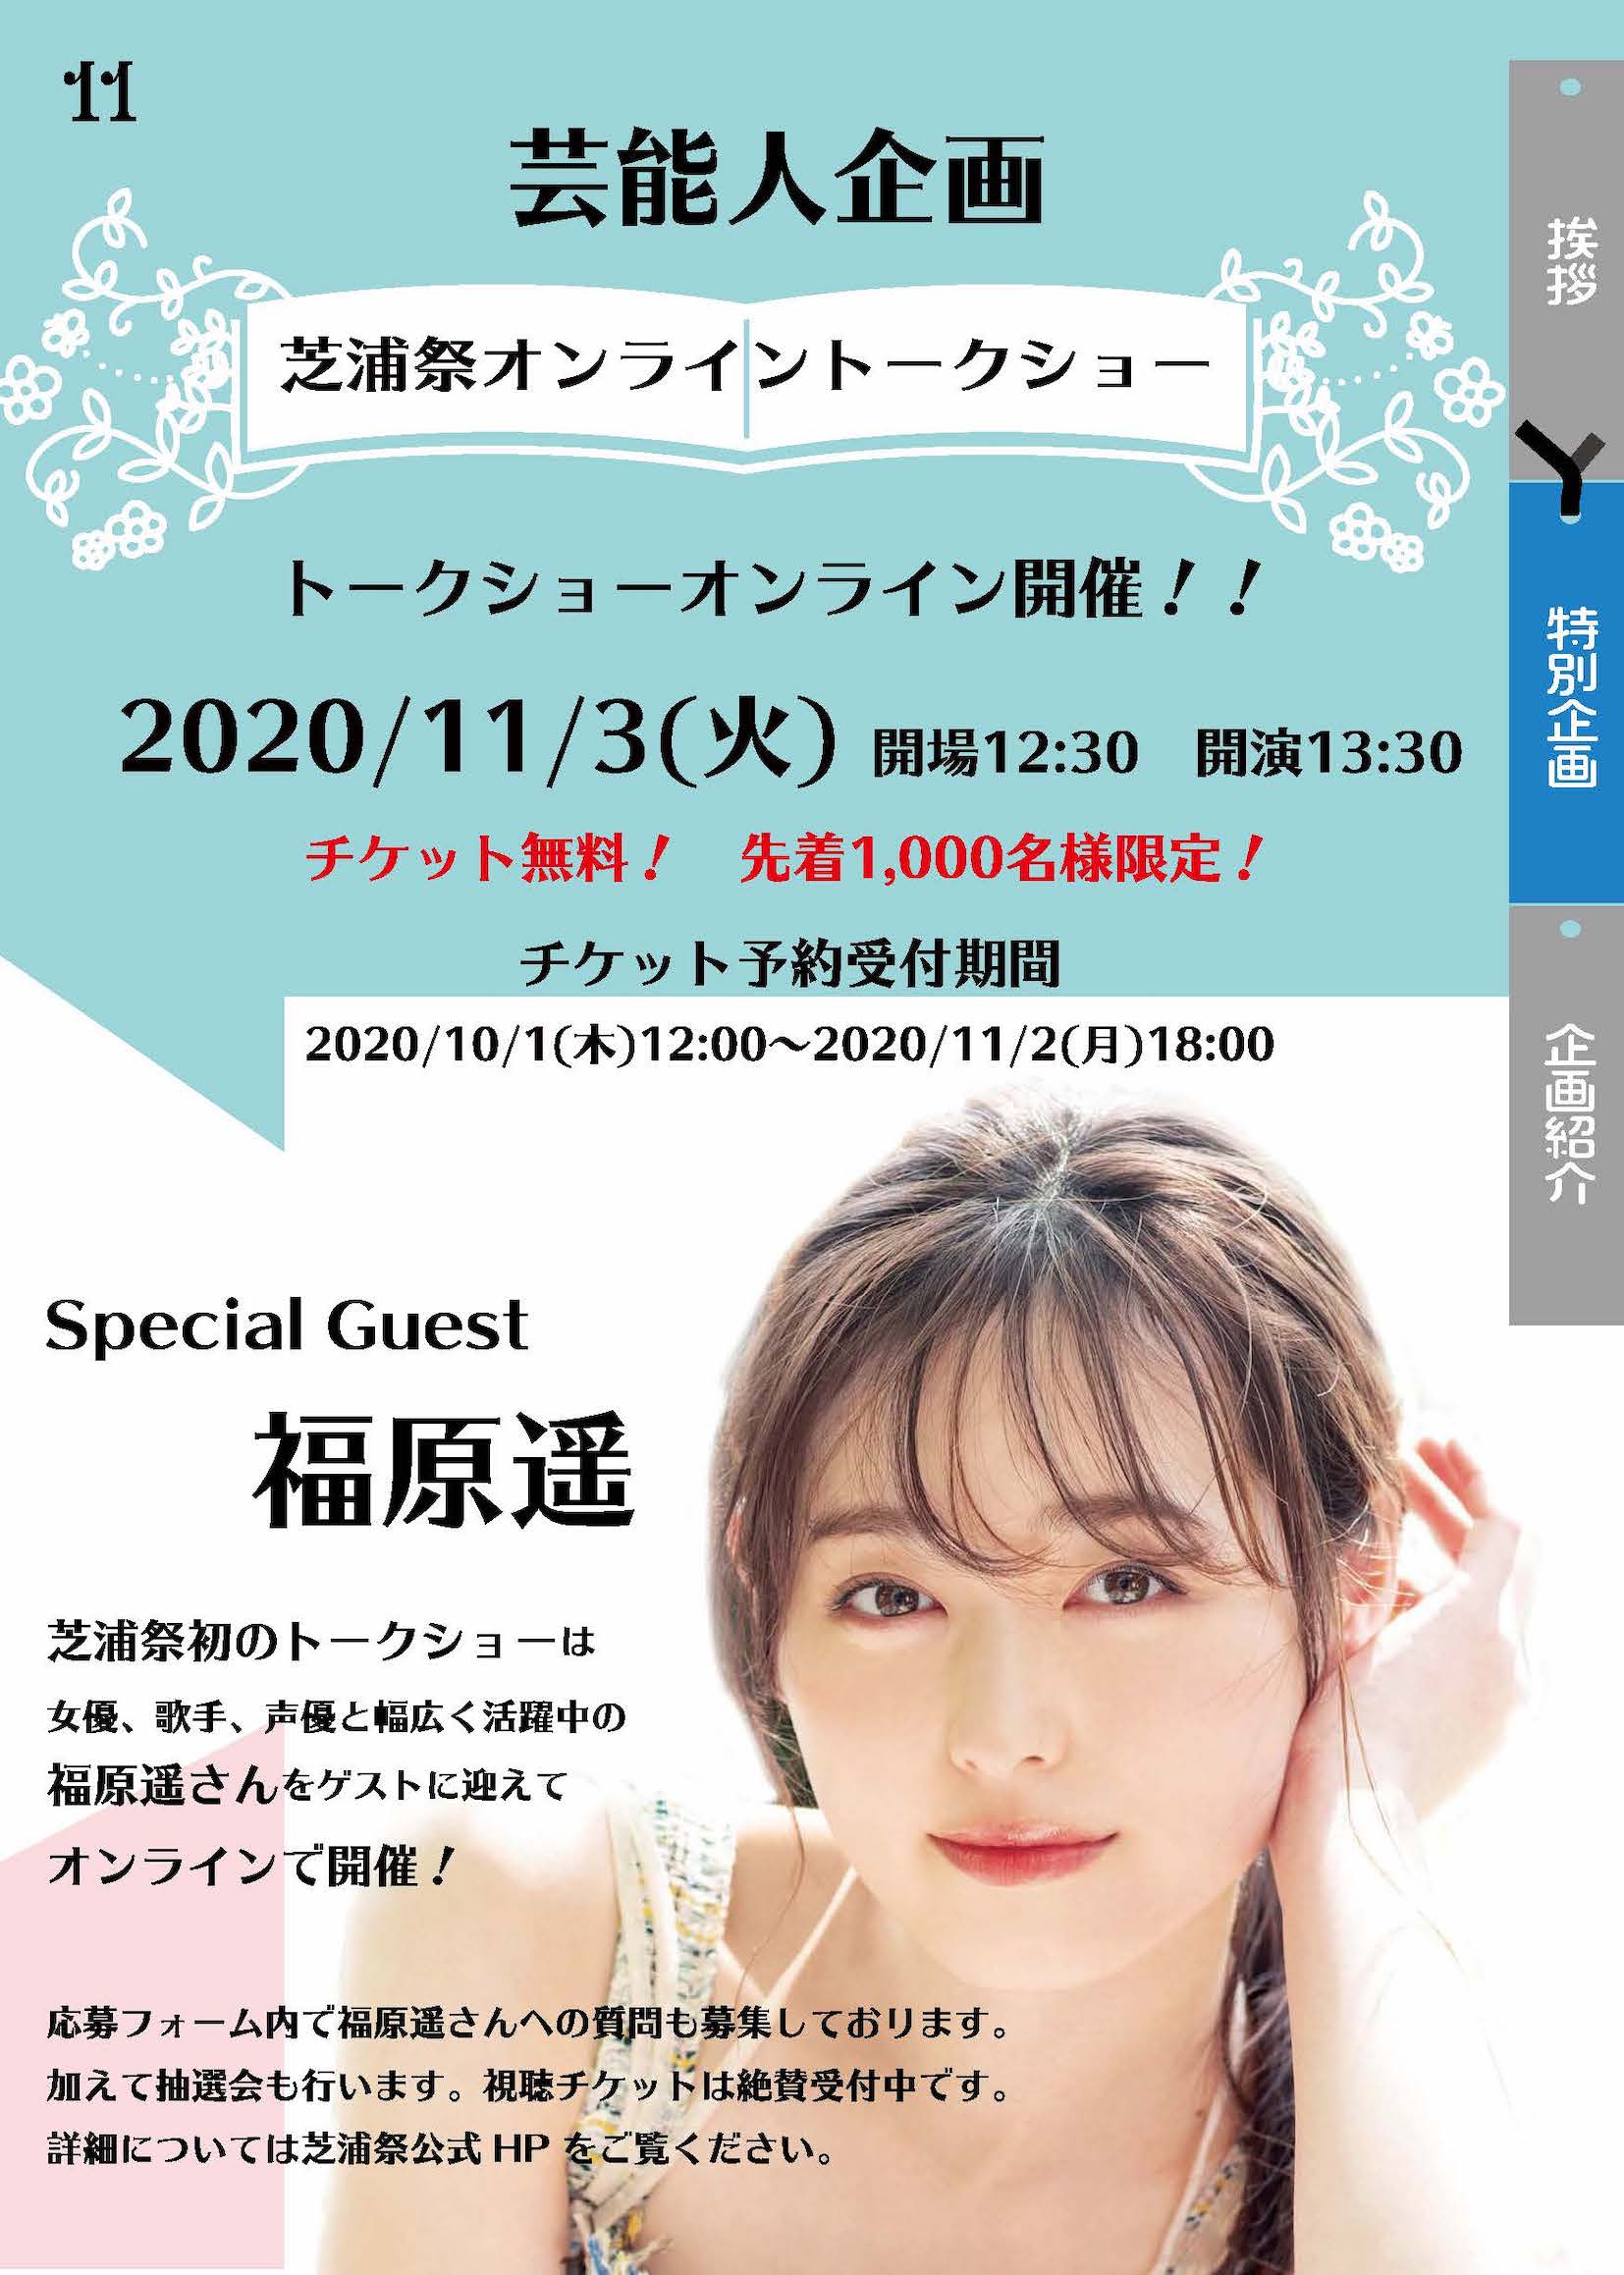 11
芸能人企画
芝浦祭オンライントークショー
トークショーオンライン開催！！
2020/11/3(火) 開場12:30　開演13:30
チケット無料！　先着1,000名様限定！
チケット予約受付期間
2020/10/1(木)12:00～2020/11/2(月)18:00
Special Guest
福原遥
芝浦祭初のトークショーは
女優、歌手、声優と幅広く活躍中の
福原遥さんをゲストに迎えて
オンラインで開催！
応募フォーム内で福原遥さんへの質問も募集しております。
加えて抽選会も行います。視聴チケットは絶賛受付中です。
詳細については芝浦祭公式 HP をご覧ください。
挨拶
特別企画
企画紹介